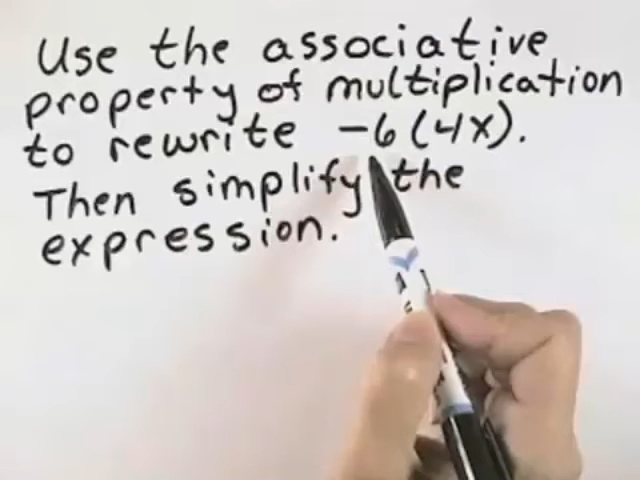 Use the associative
property of multiplication
to rewrite -6(4x).
Then simplify the
expression.